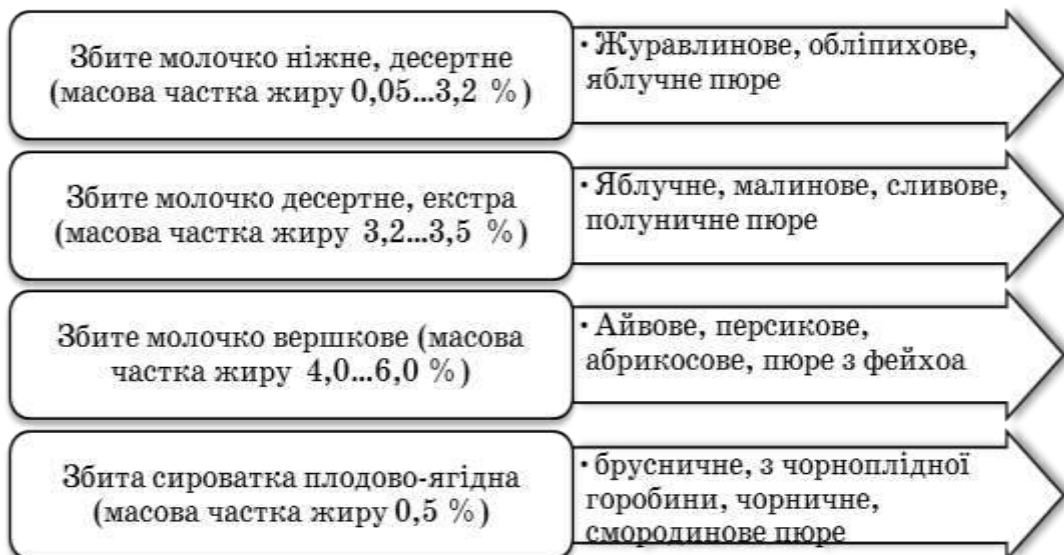 Збите молочко ніжне, десертне
(масова частка жиру 0,05...3,2 %)
· Журавлинове, обліпихове,
яблучне пюре
Збите молочко десертне, екстра
(масова частка жиру 3,2...3,5 %)
· Яблучне, малинове, сливове,
полуничне пюре
Збите молочко вершкове (масова
частка жиру 4,0...6,0 %)
· Айвове, персикове,
абрикосове, пюре з фейхоа
Збита сироватка плодово-ягідна
(масова частка жиру 0,5 %)
· брусничне, з чорноплідної
горобини, чорничне,
смородинове пюре